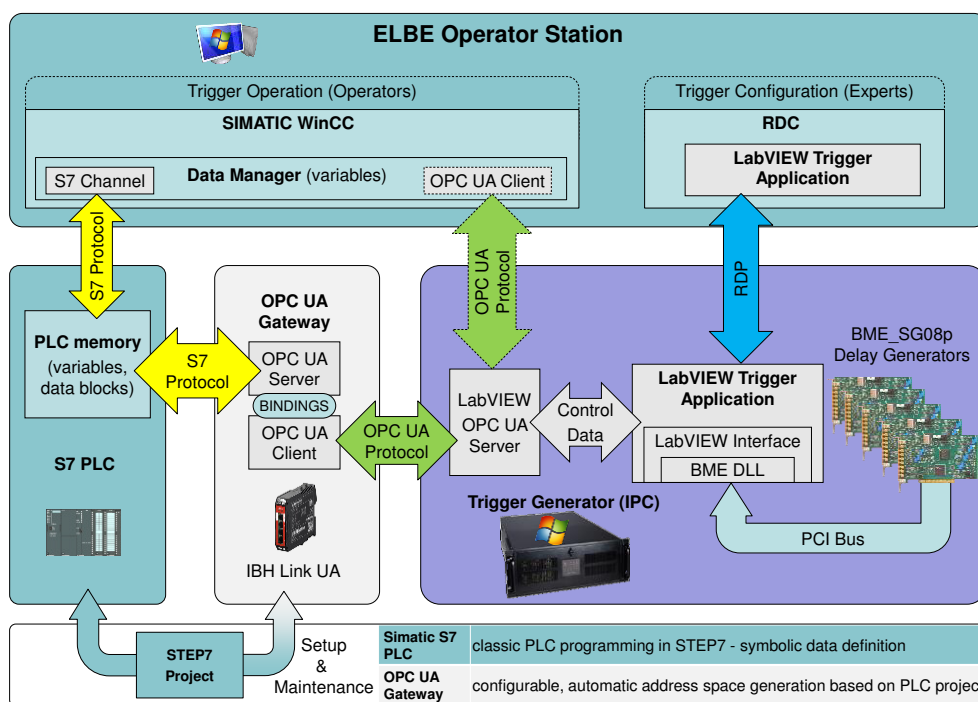 ELBE Operator Station
Trigger Operation (Operators)
SIMATIC WinCC
Data Manager (variables)
S7 Channel
OPC UA Client
Trigger Configuration (Experts)
RDC
LabVIEW Trigger
Application
S7 Protocol
OPC UA
Protocol
RDP
PLC memory
(variables,
data blocks)
S7 PLC
S7
Protocol
OPC UA
Gateway
OPC UA
Server
BINDINGS
OPC UA
Client
IBH Link UA
OPC UA
Protocol
LabVIEW
OPC UA
Server
Control
Data
LabVIEW Trigger
Application
LabVIEW Interface
BME DLL
BME_SG08p
Delay Generators
PCI Bus
Trigger Generator (IPC)
STEP7
Project
Setup
&
Maintenance
Simatic S7
PLC
classic PLC programming in STEP7 - symbolic data definition
OPC UA
Gateway
configurable, automatic address space generation based on PLC project